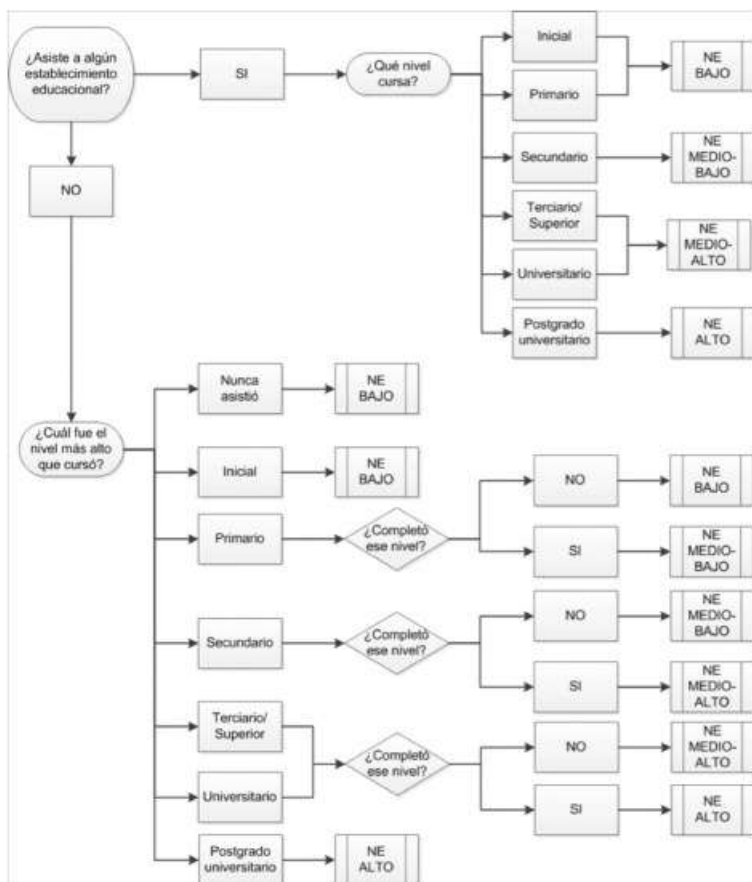 ¿Asiste a algún
establecimiento
educacional?
SI
¿Qué nivel
cursa?
Inicial
Primario
NE
BAJO
Secundario
NE
MEDIO-
BAJO
Terciario/
Superior
Universitario
NE
MEDIO-
ALTO
Postgrado
universitario
NE
ALTO
NO
¿Cuál fue el
nivel más alto
que cursó?
Nunca
asistió
NE
BAJO
Inicial
NE
BAJO
Primario
¿Completó
ese nivel?
NO
NE
BAJO
SI
NE
MEDIO-
BAJO
Secundario
¿Completó
ese nivel?
NO
NE
MEDIO-
BAJO
SI
NE
MEDIO-
ALTO
Terciario/
Superior
Universitario
¿Completó
ese nivel?
NO
NE
MEDIO-
ALTO
SI
NE
ALTO
Postgrado
universitario
NE
ALTO